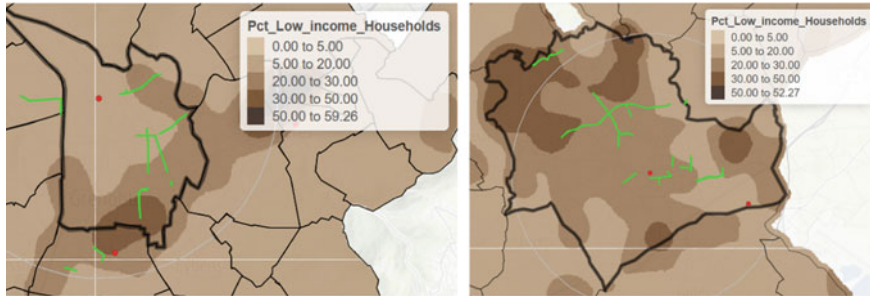 Pct_Low_income_Households
0.00 to 5.00
5.00 to 20.00
20.00 to 30.00
30.00 to 50.00
50.00 to 59.26
Pct_Low_income_Households
0.00 to 5.00
5.00 to 20.00
20.00 to 30.00
30.00 to 50.00
50.00 to 52.27